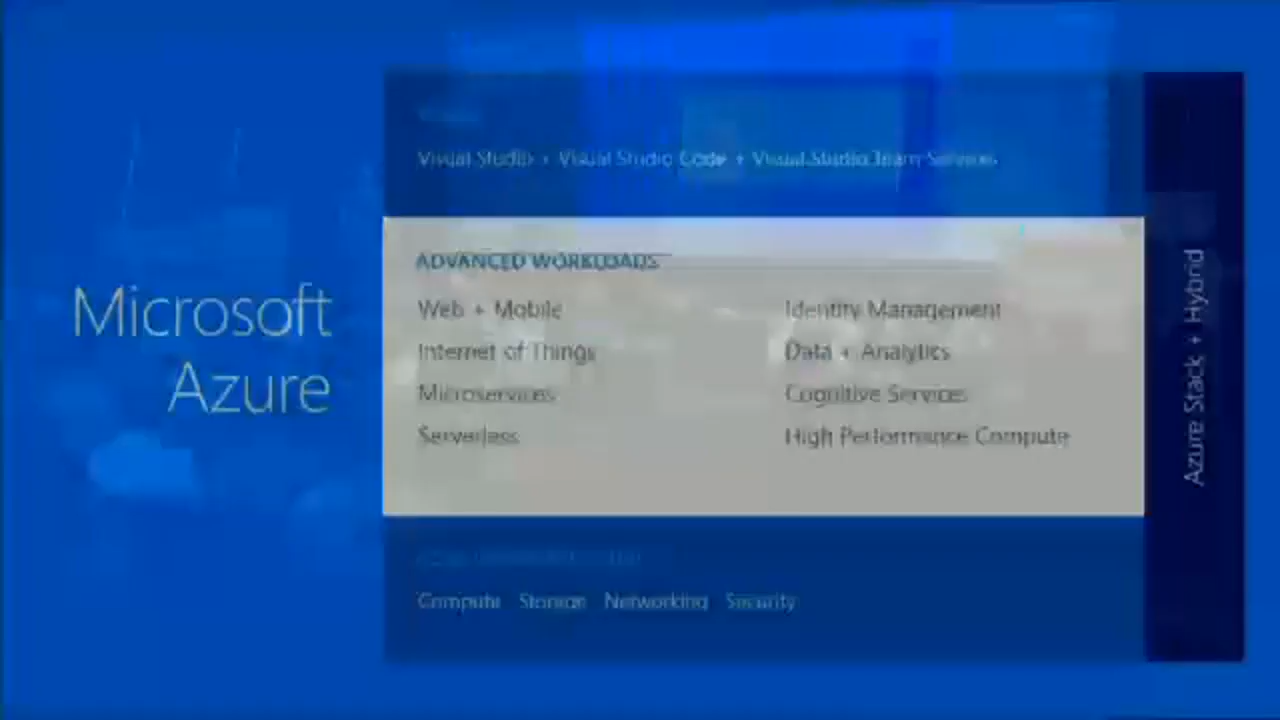 Microsoft
Azure
Visual Studio + Visual Studio Code + Visual Studio Team Services
ADVANCED WORKLOADS
Web + Mobile
Internet of Things
Microservices
Serverless
Identity Management
Data + Analytics
Cognitive Services
High Performance Compute
Compute Storage Networking Security
Azure Stack + Hybrid